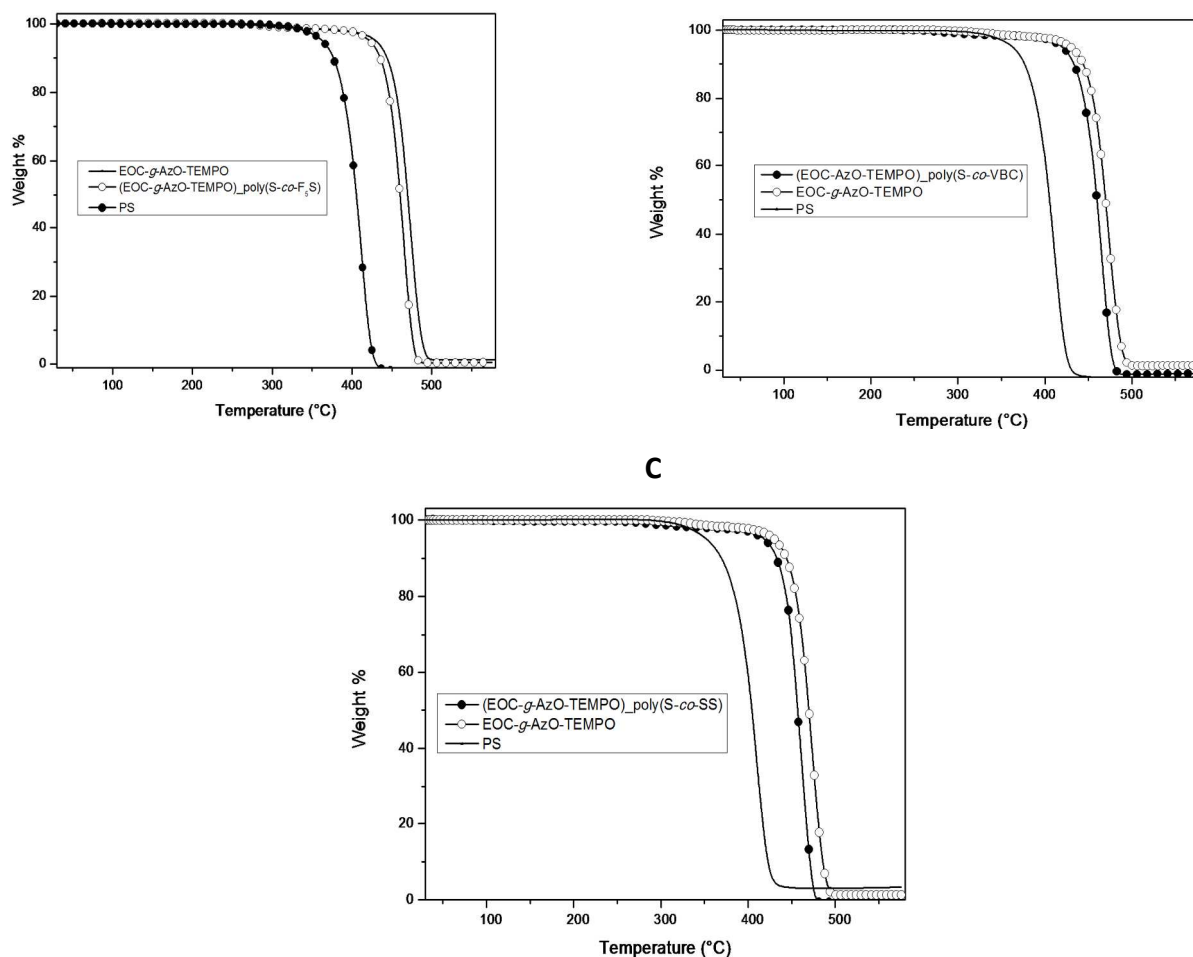 100
80
60
40
20
0
Weight %
EOC-g-AzO-TEMPO
(EOC-g-AzO-TEMPO)_poly(S-co-F₅S)
PS
100
200
300
400
500
Temperature (°C)
100
80
60
40
20
0
Weight %
(EOC-AzO-TEMPO)_poly(S-co-VBC)
EOC-g-AzO-TEMPO
PS
100
200
300
400
500
Temperature (°C)
C
100
80
60
40
20
0
Weight %
(EOC-g-AzO-TEMPO)_poly(S-co-SS)
EOC-g-AzO-TEMPO
PS
100
200
300
400
500
Temperature (°C)